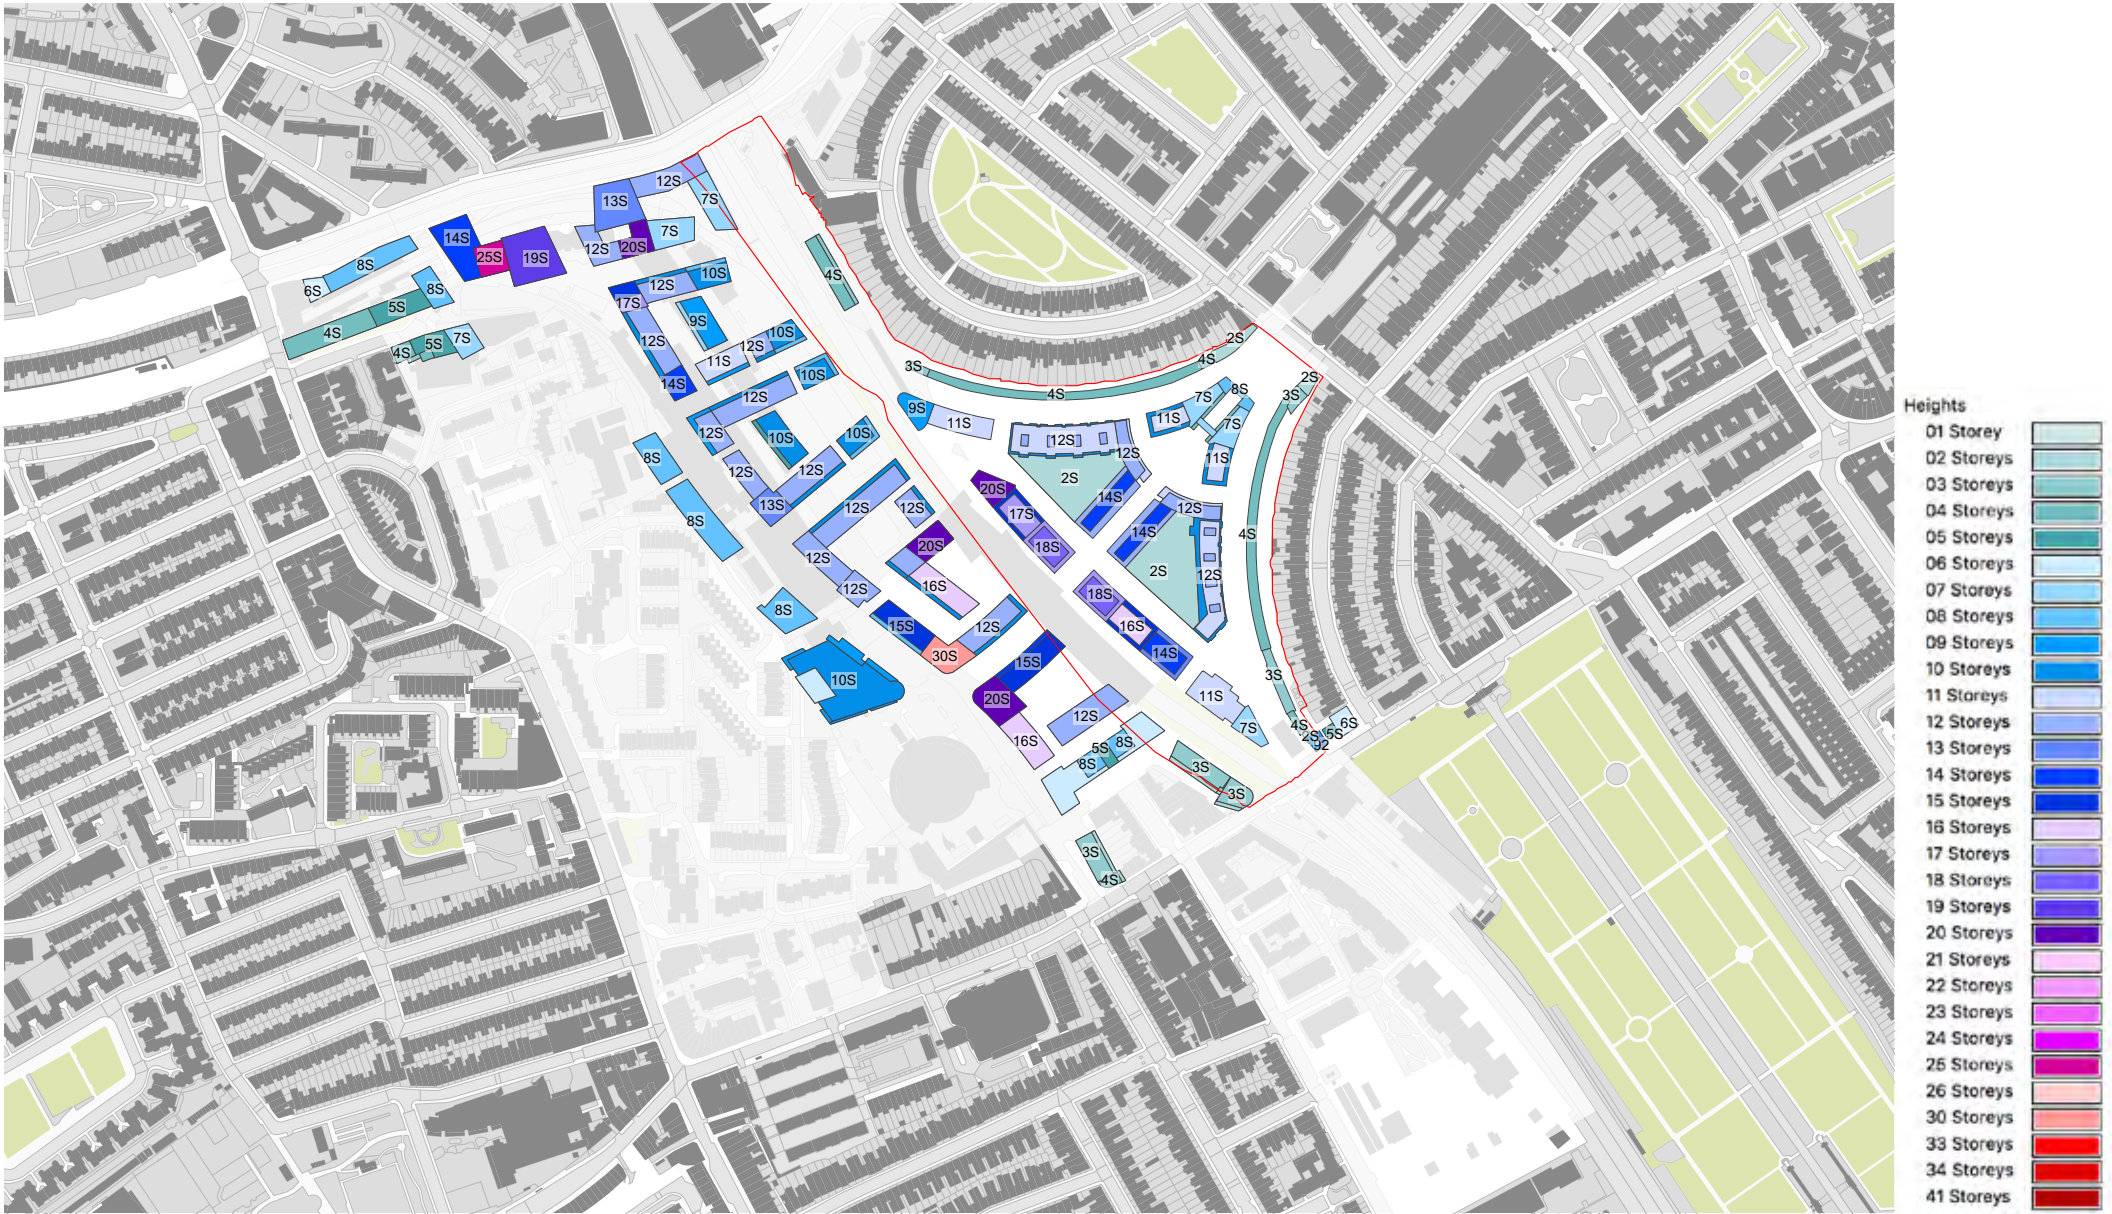 12S
13S
7S
14S
12S
20S
7S
25S
19S
8S
6S
8S
5S
4S
4S
5S
7S
10S
12S
17S
9S
12S
10S
12S
11S
14S
10S
12S
12S
10S
10S
8S
12S
12S
13S
8S
12S
12S
20S
12S
12S
16S
8S
15S
12S
30S
10S
15S
20S
16S
12S
5S
8S
8S
3S
3S
3S
4S
4S
2S
4S
3S
4S
2S
3S
8S
7S
7S
9S
11S
11S
12S
12S
11S
2S
14S
20S
17S
18S
12S
14S
4S
2S
12S
18S
16S
14S
3S
11S
7S
4S
2S
5S
6S
92
Heights
01 Storey
02 Storeys
03 Storeys
04 Storeys
05 Storeys
06 Storeys
07 Storeys
08 Storeys
09 Storeys
10 Storeys
11 Storeys
12 Storeys
13 Storeys
14 Storeys
15 Storeys
16 Storeys
17 Storeys
18 Storeys
19 Storeys
20 Storeys
21 Storeys
22 Storeys
23 Storeys
24 Storeys
25 Storeys
26 Storeys
30 Storeys
33 Storeys
34 Storeys
41 Storeys